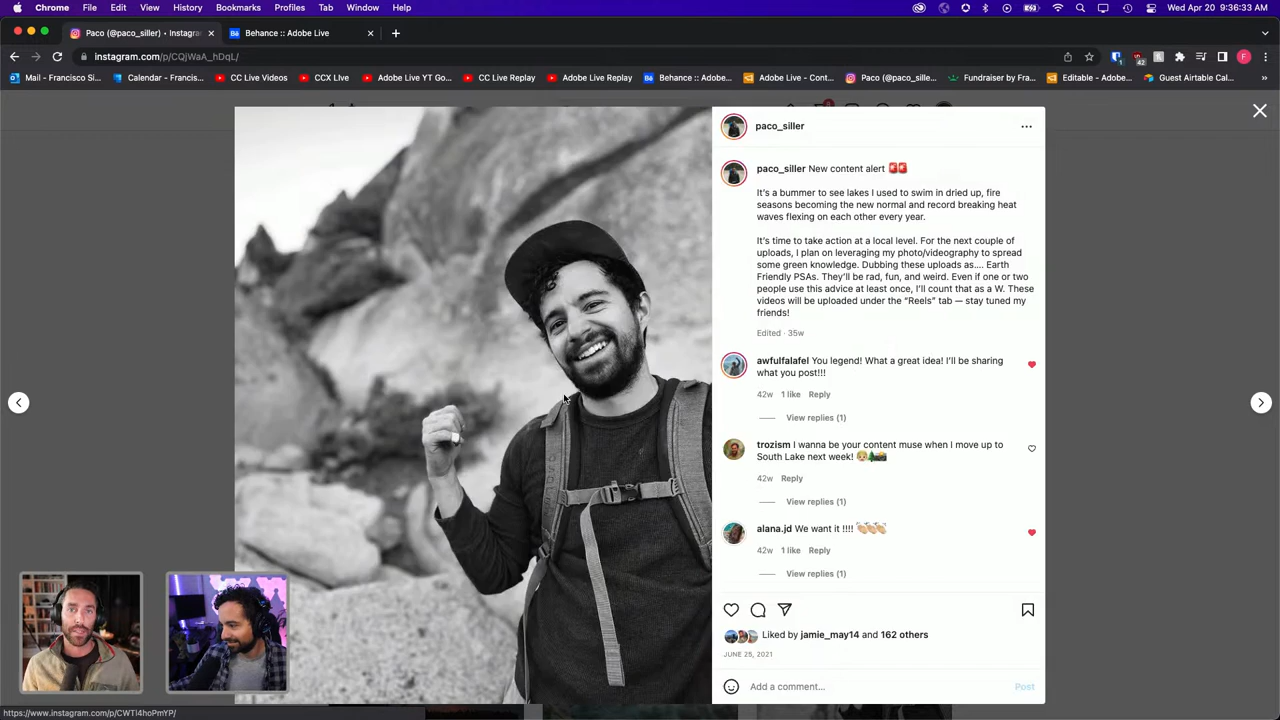 Chrome File Edit View History Bookmarks Profiles Tab Window Help Wed Apr 20 9:36:33 AM
Paco (@paco_siller) • Instagra Behance :: Adobe Live
instagram.com/p/CQjWaA_hDqL/
Mail - Francisco Si... Calendar - Francis... CC Live Videos CCX Live Adobe Live YT Go... CC Live Replay Adobe Live Replay Behance :: Adobe... Adobe Live - Cont... Paco (@paco_sille... Fundraiser by Fra... Editable - Adobe... Guest Airtable Cal...
paco_siller
paco_siller New content alert 🚨🚨
It's a bummer to see lakes I used to swim in dried up, fire
seasons becoming the new normal and record breaking heat
waves flexing on each other every year.
It's time to take action at a local level. For the next couple of
uploads, I plan on leveraging my photo/videography to spread
some green knowledge. Dubbing these uploads as.... Earth
Friendly PSAs. They'll be rad, fun, and weird. Even if one or two
people use this advice at least once, I'll count that as a W. These
videos will be uploaded under the "Reels" tab — stay tuned my
friends!
Edited · 35w
awfulfalafel You legend! What a great idea! I'll be sharing
what you post!!!
42w 1 like Reply
View replies (1)
trozism I wanna be your content muse when I move up to
South Lake next week!
42w Reply
View replies (1)
alana.jd We want it !!!! 👏🏼👏🏼👏🏼
42w 1 like Reply
View replies (1)
Liked by jamie_may14 and 162 others
JUNE 25, 2021
Add a comment... Post
https://www.instagram.com/p/CWTl4hoPmPY/